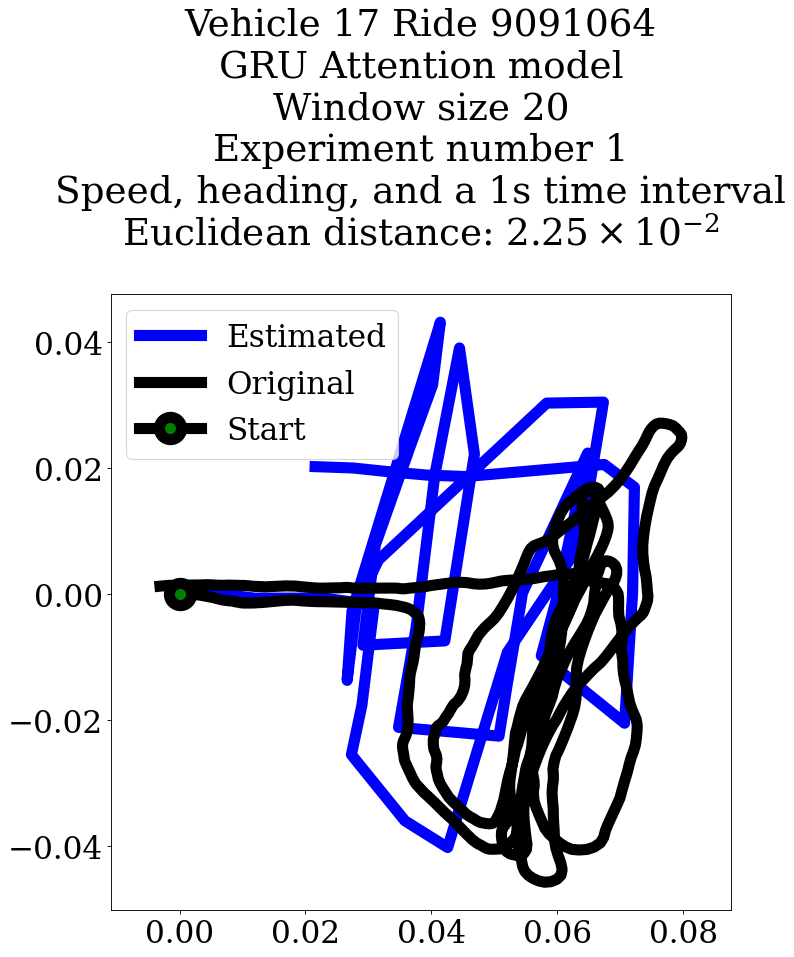 Vehicle 17 Ride 9091064
GRU Attention model
Window size 20
Experiment number 1
Speed, heading, and a 1s time interval
Euclidean distance: 2.25 × 10⁻²
Estimated
Original
Start
0.04
0.02
0.00
−0.02
−0.04
0.00 0.02 0.04 0.06 0.08